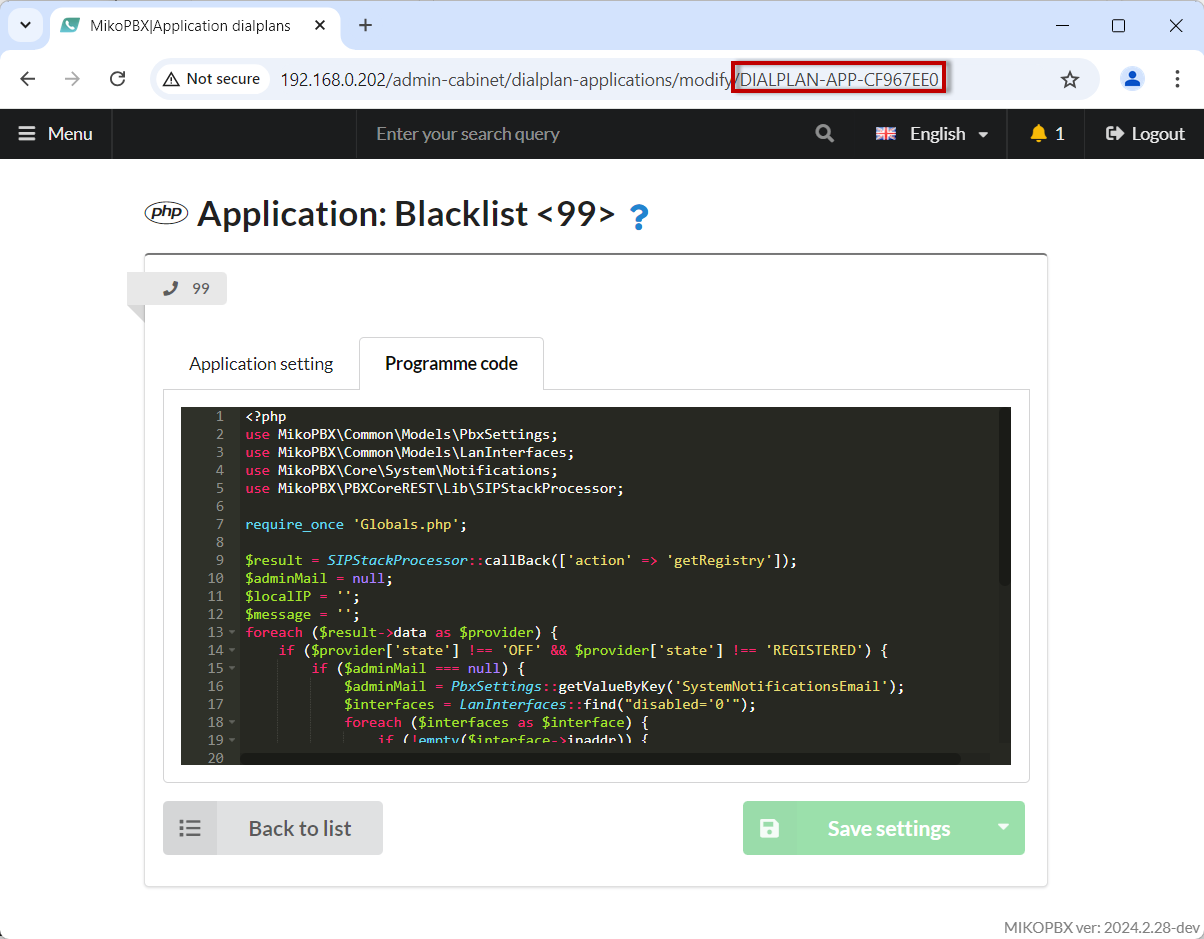 MikoPBX|Application dialplans
Not secure 192.168.0.202/admin-cabinet/dialplan-applications/modify/DIALPLAN-APP-CF967EE0
Menu Enter your search query English 1 Logout
php Application: Blacklist <99> ?
99
Application setting Programme code
1 <?php
2 use MikoPBX\Common\Models\PbxSettings;
3 use MikoPBX\Common\Models\LanInterfaces;
4 use MikoPBX\Core\System\Notifications;
5 use MikoPBX\PBXCoreREST\Lib\SIPStackProcessor;
6
7 require_once 'Globals.php';
8
9 $result = SIPStackProcessor::callBack(['action' => 'getRegistry']);
10 $adminMail = null;
11 $localIP = '';
12 $message = '';
13 foreach ($result->data as $provider) {
14 if ($provider['state'] !== 'OFF' && $provider['state'] !== 'REGISTERED') {
15 if ($adminMail === null) {
16 $adminMail = PbxSettings::getValueByKey('SystemNotificationsEmail');
17 $interfaces = LanInterfaces::find("disabled='0'");
18 foreach ($interfaces as $interface) {
19 if (!empty($interface->ipaddr)) {
20
Back to list Save settings
MIKOPBX ver: 2024.2.28-dev